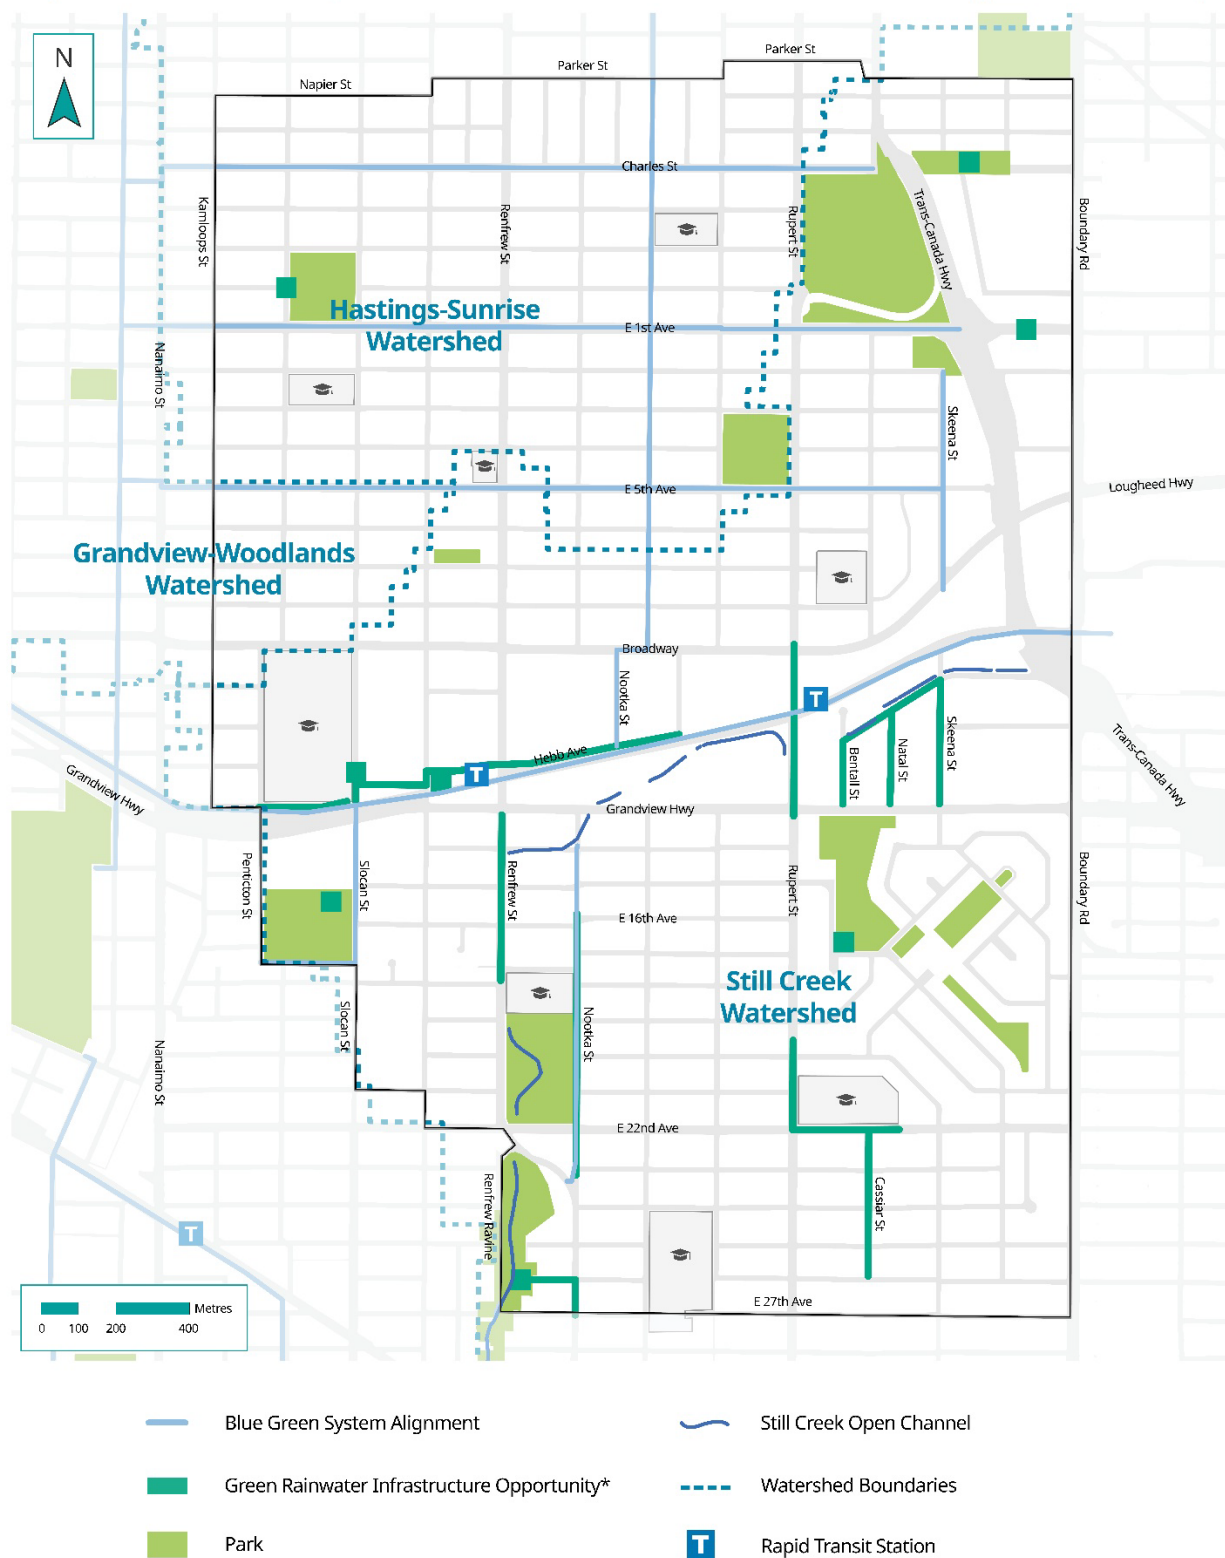 Parker St
Parker St
N
Napier St
Charles St
Kamloops St
Renfrew St
Rupert St
Trans-Canada Hwy
Boundary Rd
Hastings-Sunrise
Watershed
E 1st Ave
Nanaimo St
Skeena St
E 5th Ave
Lougheed Hwy
Grandview-Woodlands
Watershed
Broadway
Nootka St
T
Skeena St
Natal St
Bentall St
Hebb Ave
T
Trans-Canada Hwy
Grandview Hwy
Grandview Hwy
Penticton St
Slocan St
Renfrew St
Rupert St
Boundary Rd
E 16th Ave
Still Creek
Watershed
Slocan St
Nootka St
Nanaimo St
E 22nd Ave
Renfrew Ravine
Cassiar St
T
E 27th Ave
Metres
0 100 200 400
Blue Green System Alignment
Still Creek Open Channel
Green Rainwater Infrastructure Opportunity*
Watershed Boundaries
Park
T
Rapid Transit Station